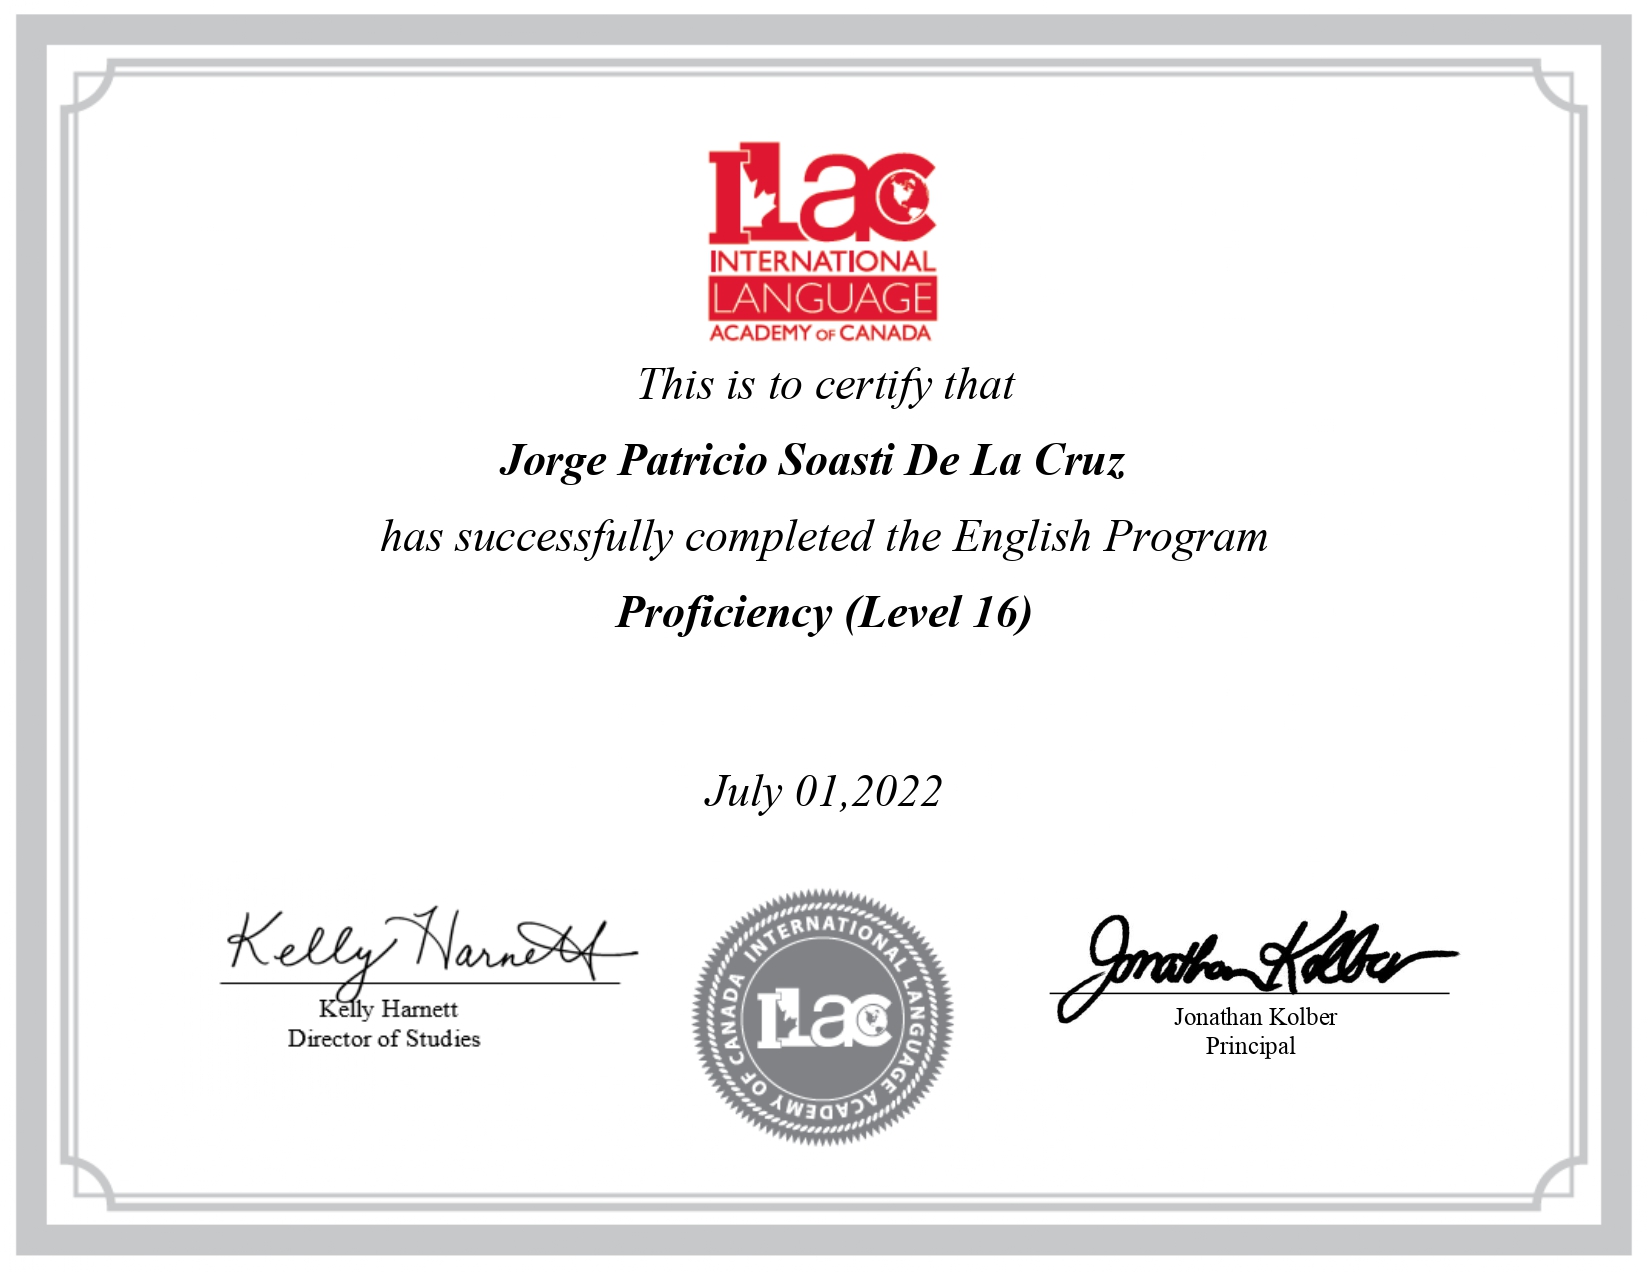 ILAC
INTERNATIONAL
LANGUAGE
ACADEMY OF CANADA
This is to certify that
Jorge Patricio Soasti De La Cruz
has successfully completed the English Program
Proficiency (Level 16)
July 01,2022
Kelly Harnett
Kelly Harnett
Director of Studies
INTERNATIONAL LANGUAGE ACADEMY OF CANADA
ILAC
Jonathan Kolber
Jonathan Kolber
Principal